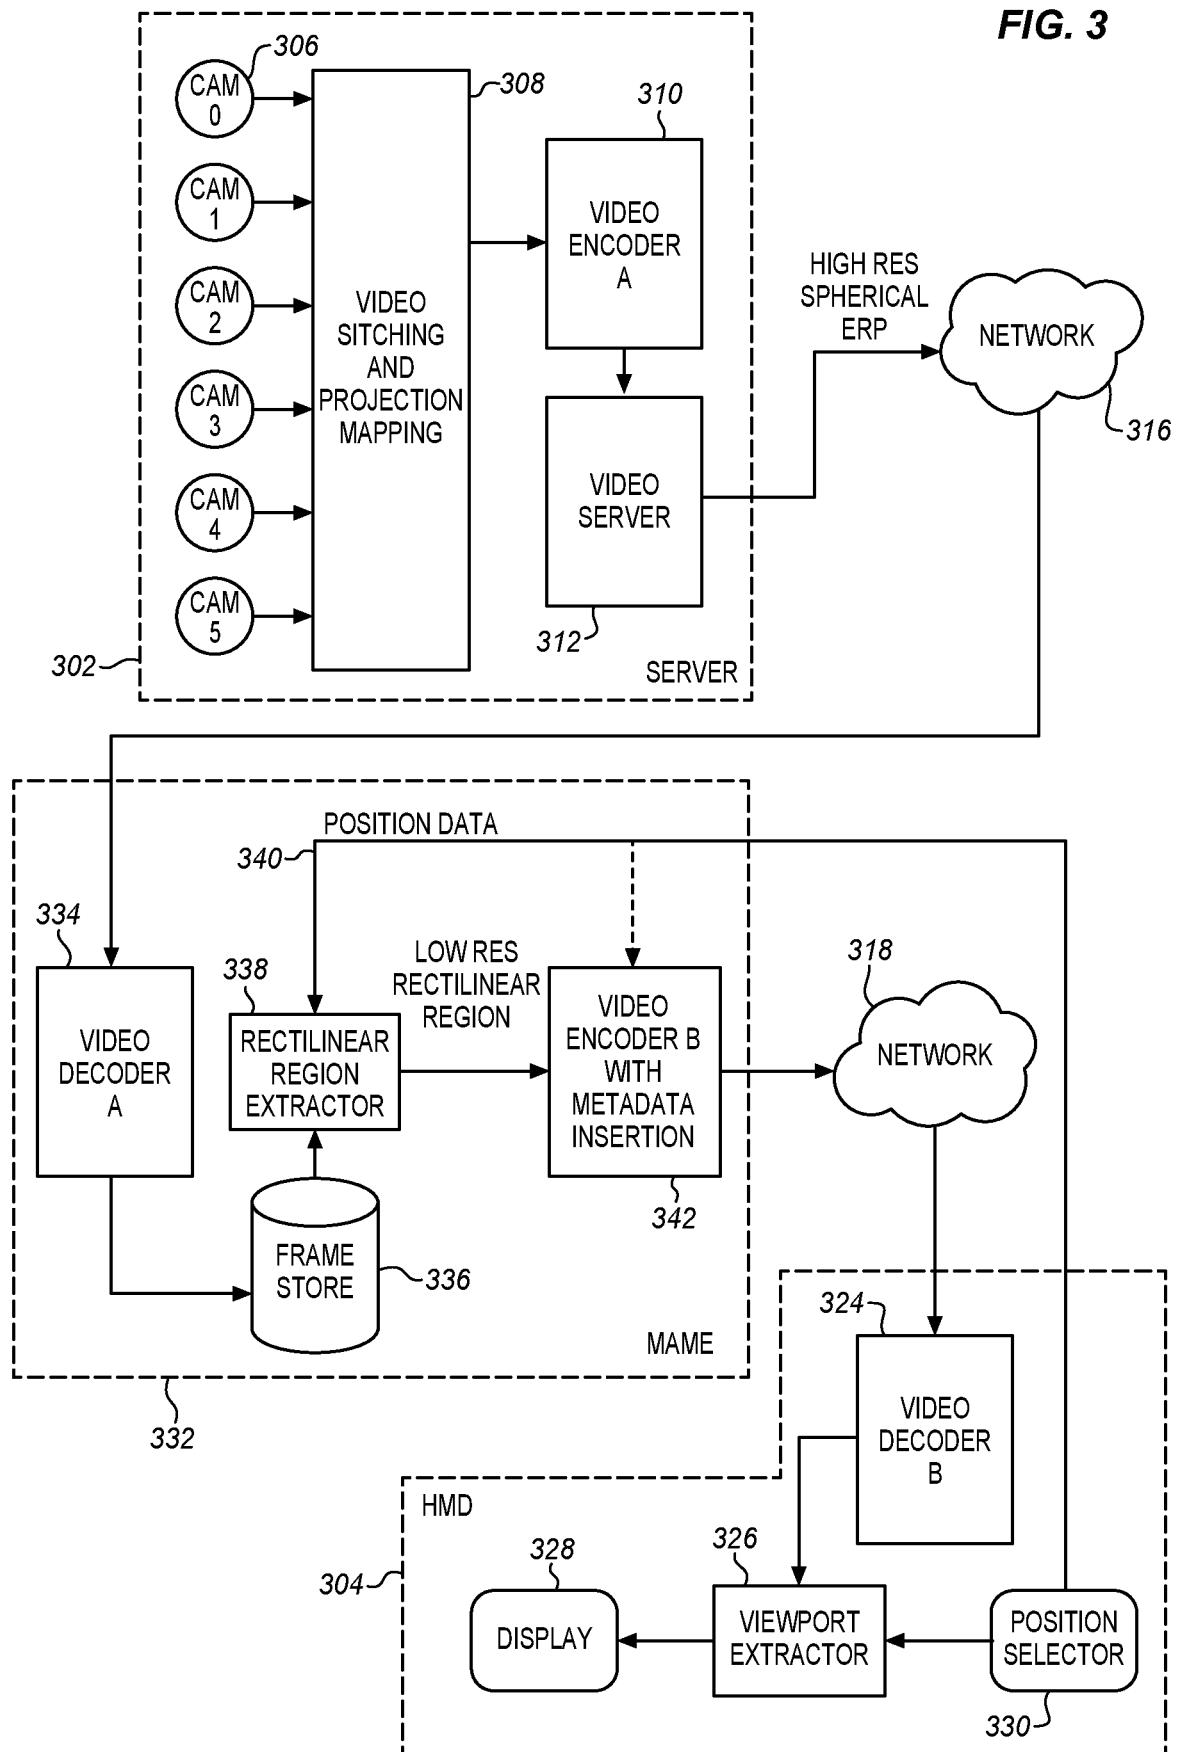 FIG. 3
306
CAM
0
CAM
1
CAM
2
CAM
3
CAM
4
CAM
5
308
VIDEO
SITCHING
AND
PROJECTION
MAPPING
310
VIDEO
ENCODER
A
VIDEO
SERVER
312
302
SERVER
HIGH RES
SPHERICAL
ERP
NETWORK
316
POSITION DATA
340
334
VIDEO
DECODER
A
338
RECTILINEAR
REGION
EXTRACTOR
LOW RES
RECTILINEAR
REGION
VIDEO
ENCODER B
WITH
METADATA
INSERTION
342
318
NETWORK
FRAME
STORE
336
MAME
332
324
VIDEO
DECODER
B
HMD
304
328
DISPLAY
326
VIEWPORT
EXTRACTOR
POSITION
SELECTOR
330